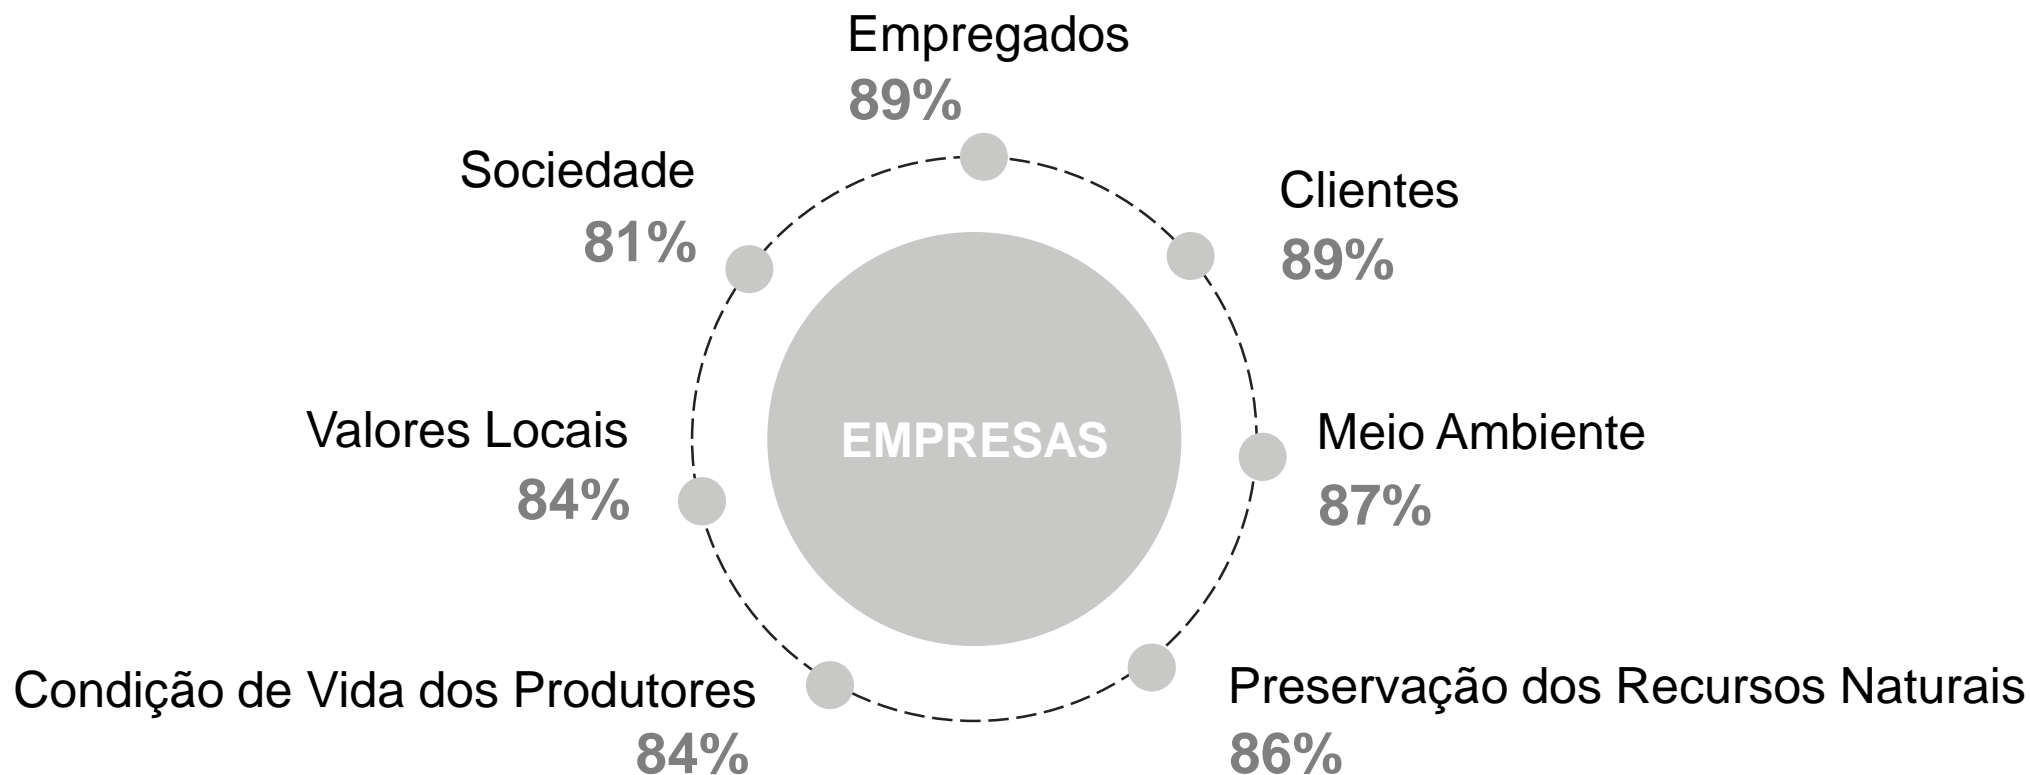 Empregados
89%
Sociedade
81%
Clientes
89%
Valores Locais
84%
EMPRESAS
Meio Ambiente
87%
Condição de Vida dos Produtores
84%
Preservação dos Recursos Naturais
86%